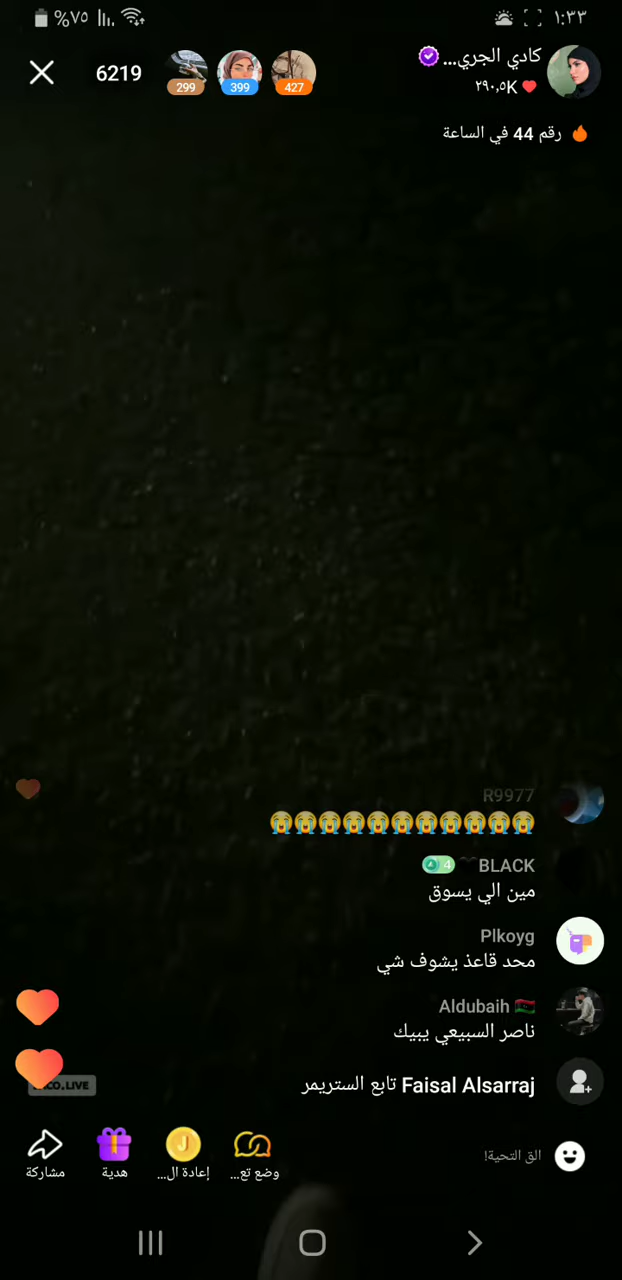 %٧٥ ١:٣٣
كادي الجري...
٢٩٠,٥K
6219
299
399
427
رقم 44 في الساعة
R9977
😭😭😭😭😭😭😭😭😭😭😭
BLACK🖤 4
مين الي يسوق
Plkoyg
محد قاعذ يشوف شي
Aldubaih 🇱🇾
ناصر السبيعي يبيك
Faisal Alsarraj تابع الستريمر
CO.LIVE
الق التحية!
وضع تع...
إعادة ال...
J
هدية
مشاركة